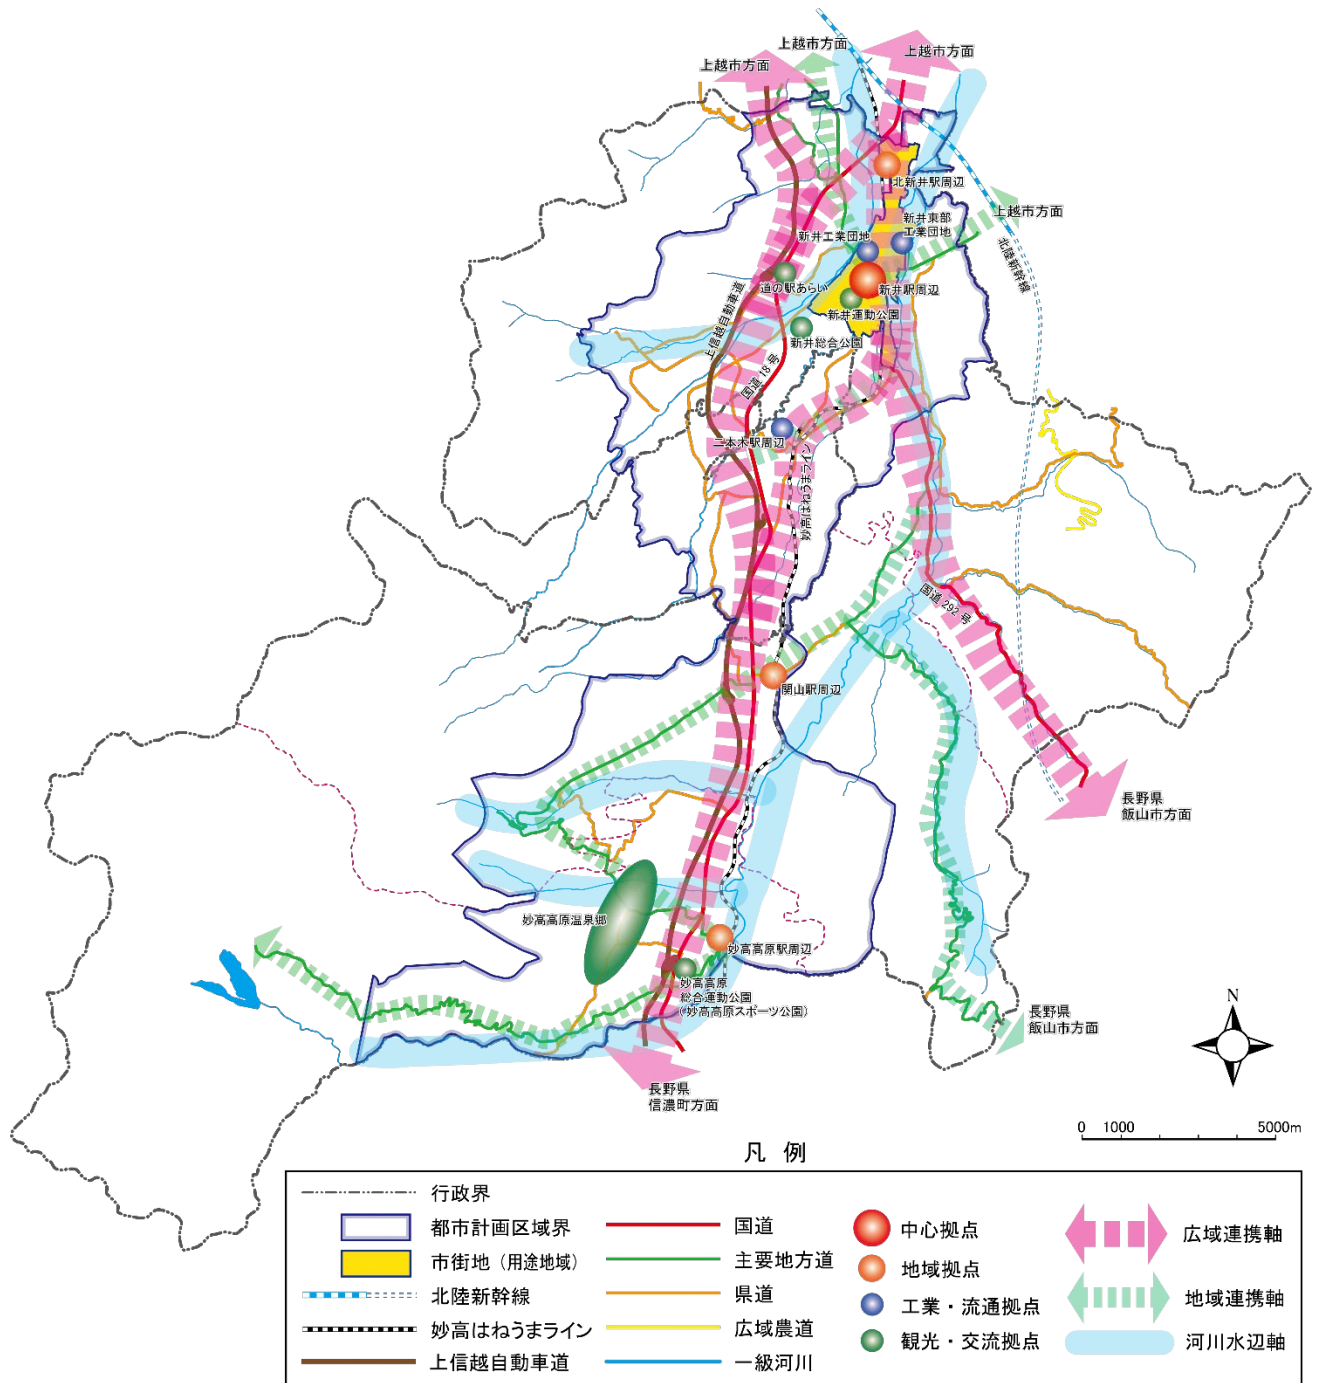 上越市方面
上越市方面
上越市方面
北新井駅周辺
新井東部
工業団地
上越市方面
新井工業団地
北陸新幹線
道の駅あらい
新井駅周辺
上信越自動車道
新井運動公園
新井総合公園
国道18号
二本木駅周辺
妙高はねうまライン
国道292号
関山駅周辺
長野県
飯山市方面
妙高高原温泉郷
妙高高原駅周辺
妙高高原
総合運動公園
(妙高高原スポーツ公園)
長野県
飯山市方面
長野県
信濃町方面
N
0 1000 5000m
凡 例
行政界
都市計画区域界
市街地（用途地域）
北陸新幹線
妙高はねうまライン
上信越自動車道
国道
主要地方道
県道
広域農道
一級河川
中心拠点
地域拠点
工業・流通拠点
観光・交流拠点
広域連携軸
地域連携軸
河川水辺軸